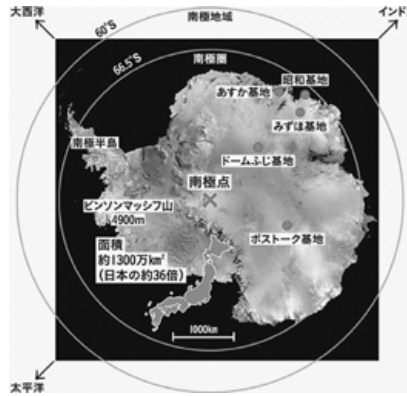 大西洋
南極地域
インド
60°S
66.5°S
南極圏
昭和基地
あすか基地
みずほ基地
南極半島
ドームふじ基地
南極点
ビンソンマッシフ山
4900m
ボストーク基地
面積
約1300万km²
(日本の約36倍)
1000km
太平洋